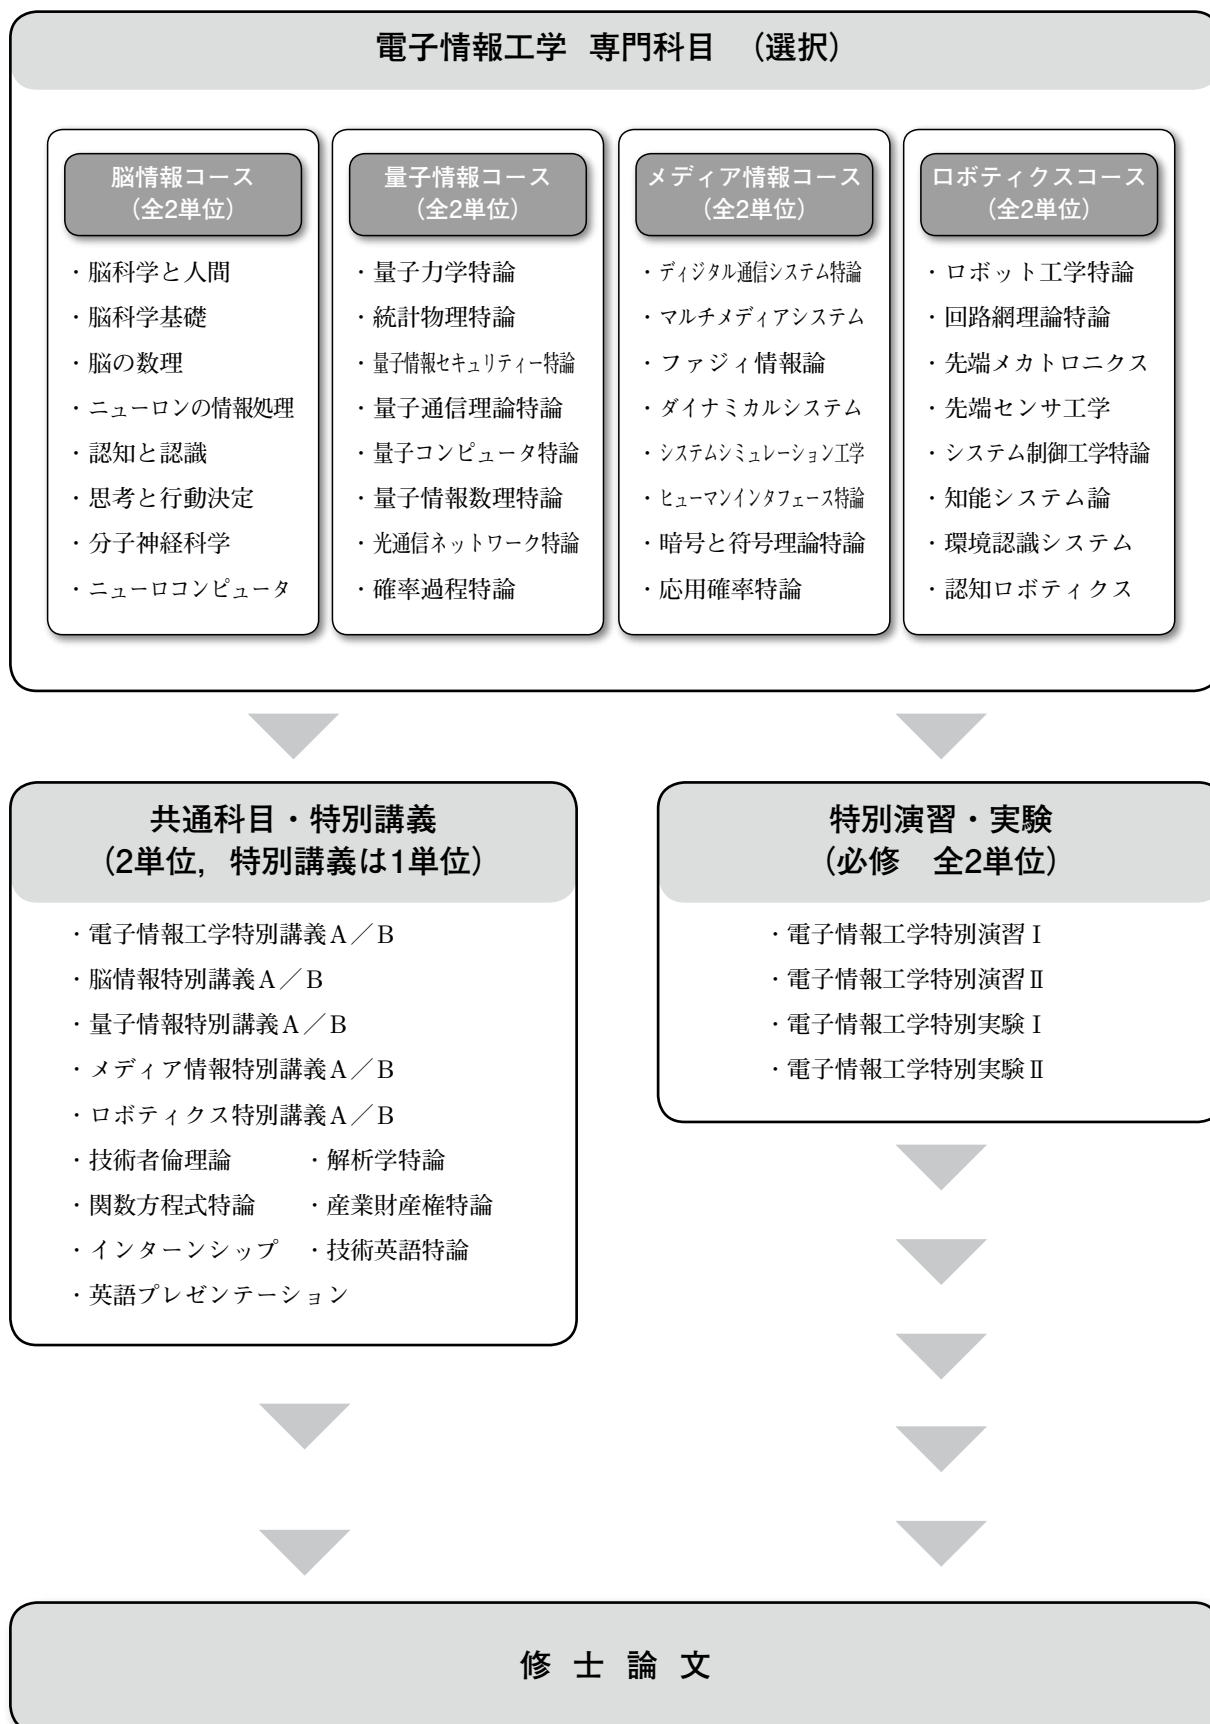 電子情報工学 専門科目 （選択）
脳情報コース
（全2単位）
・脳科学と人間
・脳科学基礎
・脳の数理
・ニューロンの情報処理
・認知と認識
・思考と行動決定
・分子神経科学
・ニューロコンピュータ
量子情報コース
（全2単位）
・量子力学特論
・統計物理特論
・量子情報セキュリティー特論
・量子通信理論特論
・量子コンピュータ特論
・量子情報数理特論
・光通信ネットワーク特論
・確率過程特論
メディア情報コース
（全2単位）
・ディジタル通信システム特論
・マルチメディアシステム
・ファジィ情報論
・ダイナミカルシステム
・システムシミュレーション工学
・ヒューマンインタフェース特論
・暗号と符号理論特論
・応用確率特論
ロボティクスコース
（全2単位）
・ロボット工学特論
・回路網理論特論
・先端メカトロニクス
・先端センサ工学
・システム制御工学特論
・知能システム論
・環境認識システム
・認知ロボティクス
共通科目・特別講義
（2単位，特別講義は1単位）
・電子情報工学特別講義Ａ／Ｂ
・脳情報特別講義Ａ／Ｂ
・量子情報特別講義Ａ／Ｂ
・メディア情報特別講義Ａ／Ｂ
・ロボティクス特別講義Ａ／Ｂ
・技術者倫理論 ・解析学特論
・関数方程式特論 ・産業財産権特論
・インターンシップ ・技術英語特論
・英語プレゼンテーション
特別演習・実験
（必修　全2単位）
・電子情報工学特別演習Ⅰ
・電子情報工学特別演習Ⅱ
・電子情報工学特別実験Ⅰ
・電子情報工学特別実験Ⅱ
修 士 論 文